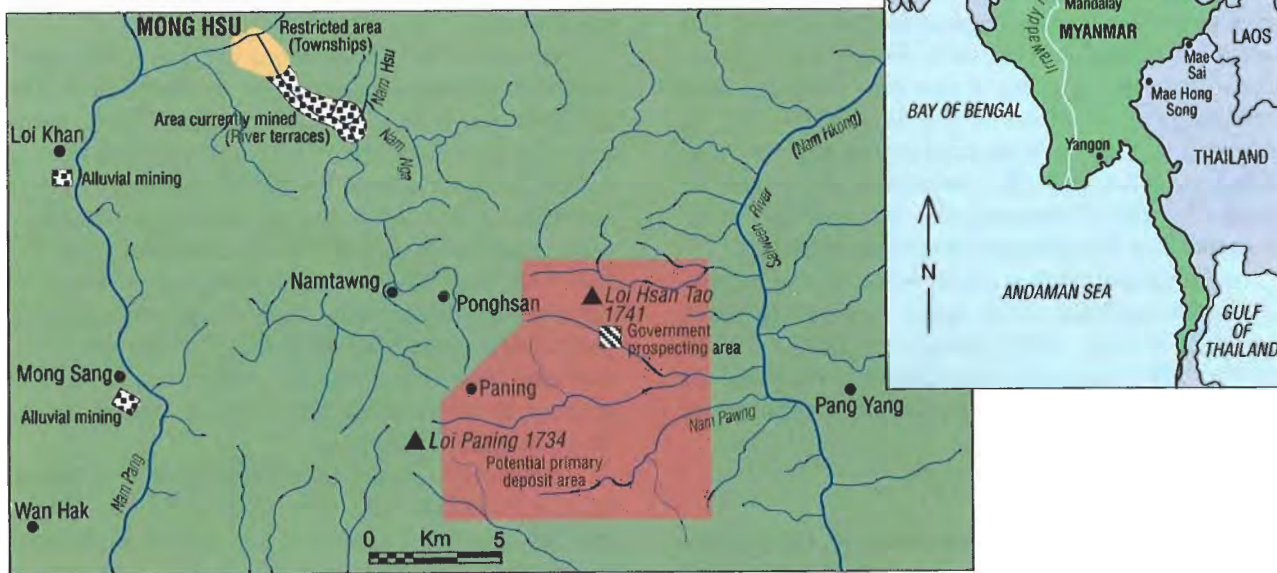 MONG HSU
Restricted area
(Townships)
Nam Hsu
Area currently mined
(River terraces)
Nam Nga
Loi Khan
Alluvial mining
(Nam Hkong)
Salween River
Namtawng
Ponghsan
Loi Hsan Tao
1741
Government
prospecting area
Mong Sang
Alluvial mining
Paning
Pang Yang
Nam Pawng
Loi Paning 1734
Potential primary
deposit area
Nam Pang
Wan Hak
0 Km 5
Mandalay
Irrawaddy
MYANMAR
LAOS
Mae
Sai
Mae Hong
Song
BAY OF BENGAL
Yangon
THAILAND
N
ANDAMAN SEA
GULF
OF
THAILAND